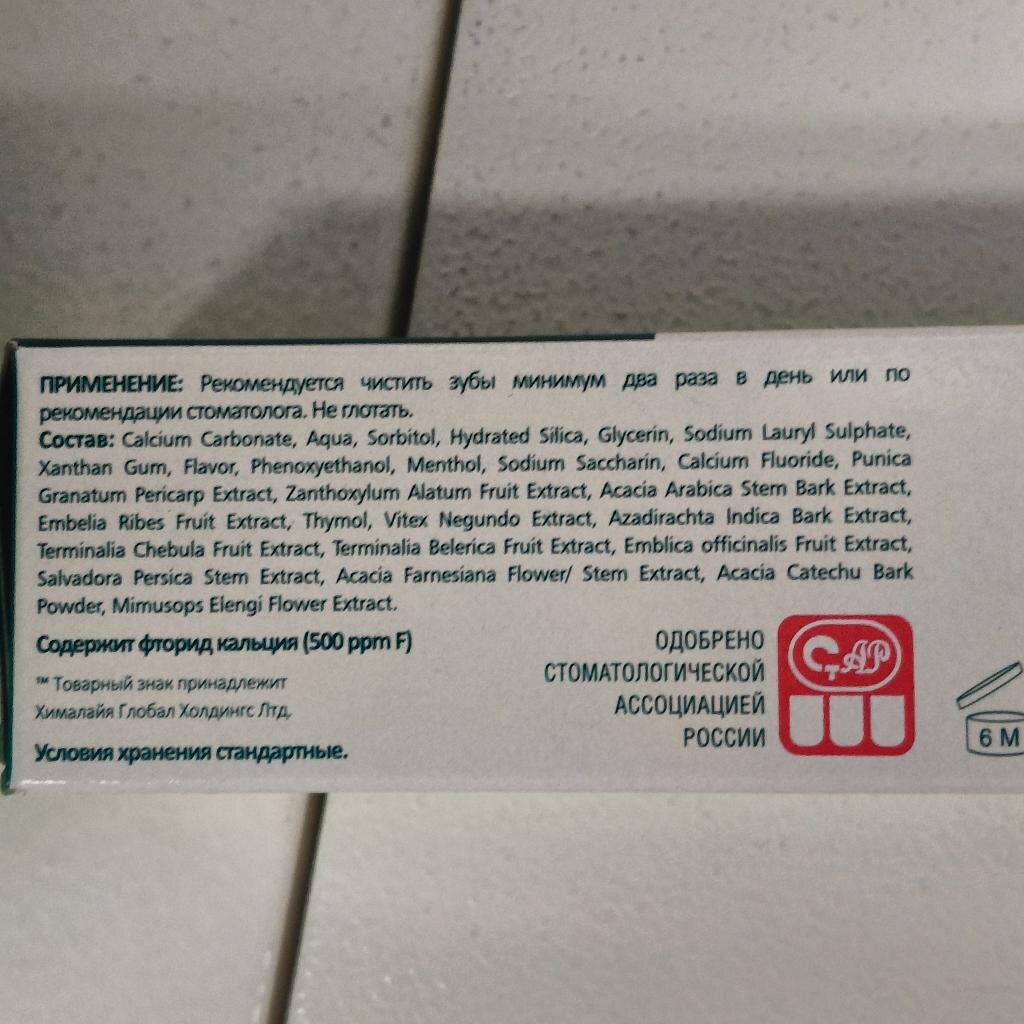 ПРИМЕНЕНИЕ: Рекомендуется чистить зубы минимум два раза в день или по
рекомендации стоматолога. Не глотать.
Состав: Calcium Carbonate, Aqua, Sorbitol, Hydrated Silica, Glycerin, Sodium Lauryl Sulphate,
Xanthan Gum, Flavor, Phenoxyethanol, Menthol, Sodium Saccharin, Calcium Fluoride, Punica
Granatum Pericarp Extract, Zanthoxylum Alatum Fruit Extract, Acacia Arabica Stem Bark Extract,
Embelia Ribes Fruit Extract, Thymol, Vitex Negundo Extract, Azadirachta Indica Bark Extract,
Terminalia Chebula Fruit Extract, Terminalia Belerica Fruit Extract, Emblica officinalis Fruit Extract,
Salvadora Persica Stem Extract, Acacia Farnesiana Flower/ Stem Extract, Acacia Catechu Bark
Powder, Mimusops Elengi Flower Extract.
Содержит фторид кальция (500 ppm F)
™ Товарный знак принадлежит
Хималайя Глобал Холдингс Лтд.
Условия хранения стандартные.
ОДОБРЕНО
СТОМАТОЛОГИЧЕСКОЙ
АССОЦИАЦИЕЙ
РОССИИ
СтАР
6 M